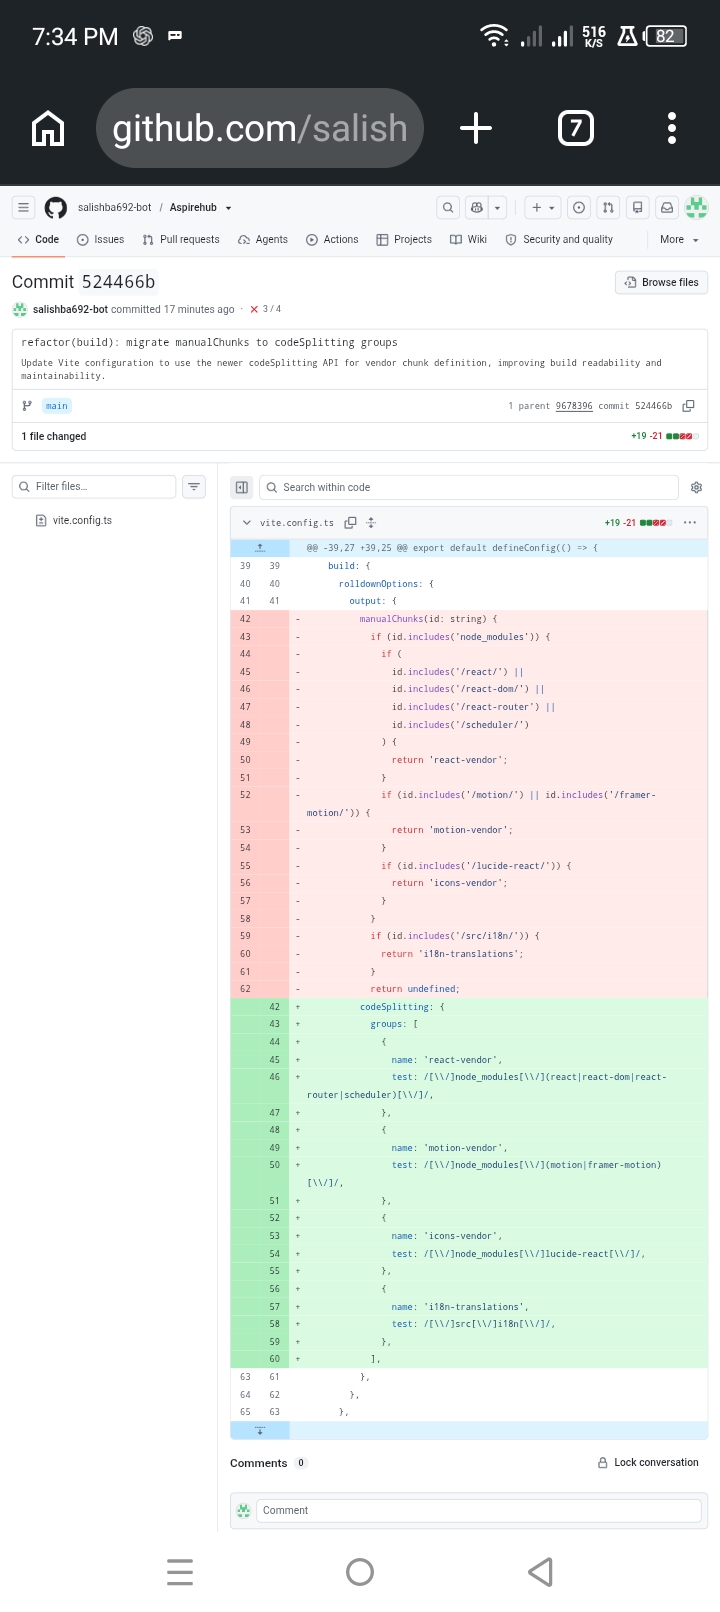 7:34 PM
516
K/S
82
github.com/salish
7
salishba692-bot / Aspirehub
Code Issues Pull requests Agents Actions Projects Wiki Security and quality More
Commit 524466b
Browse files
salishba692-bot committed 17 minutes ago · 3 / 4
refactor(build): migrate manualChunks to codeSplitting groups
Update Vite configuration to use the newer codeSplitting API for vendor chunk definition, improving build readability and
maintainability.
main
1 parent 9678396 commit 524466b
1 file changed
+19 -21
Filter files...
Search within code
vite.config.ts
vite.config.ts
+19 -21
@@ -39,27 +39,25 @@ export default defineConfig(() => {
39 39 build: {
40 40 rolldownOptions: {
41 41 output: {
42 - manualChunks(id: string) {
43 - if (id.includes('node_modules')) {
44 - if (
45 - id.includes('/react/') ||
46 - id.includes('/react-dom/') ||
47 - id.includes('/react-router') ||
48 - id.includes('/scheduler/')
49 - ) {
50 - return 'react-vendor';
51 - }
52 - if (id.includes('/motion/') || id.includes('/framer-
motion/')) {
53 - return 'motion-vendor';
54 - }
55 - if (id.includes('/lucide-react/')) {
56 - return 'icons-vendor';
57 - }
58 - }
59 - if (id.includes('/src/i18n/')) {
60 - return 'i18n-translations';
61 - }
62 - return undefined;
42 + codeSplitting: {
43 + groups: [
44 + {
45 + name: 'react-vendor',
46 + test: /[\\/]node_modules[\\/](react|react-dom|react-
router|scheduler)[\\/]/,
47 + },
48 + {
49 + name: 'motion-vendor',
50 + test: /[\\/]node_modules[\\/](motion|framer-motion)
[\\/]/,
51 + },
52 + {
53 + name: 'icons-vendor',
54 + test: /[\\/]node_modules[\\/]lucide-react[\\/]/,
55 + },
56 + {
57 + name: 'i18n-translations',
58 + test: /[\\/]src[\\/]i18n[\\/]/,
59 + },
60 + ],
63 61 },
64 62 },
65 63 },
Comments 0
Lock conversation
Comment